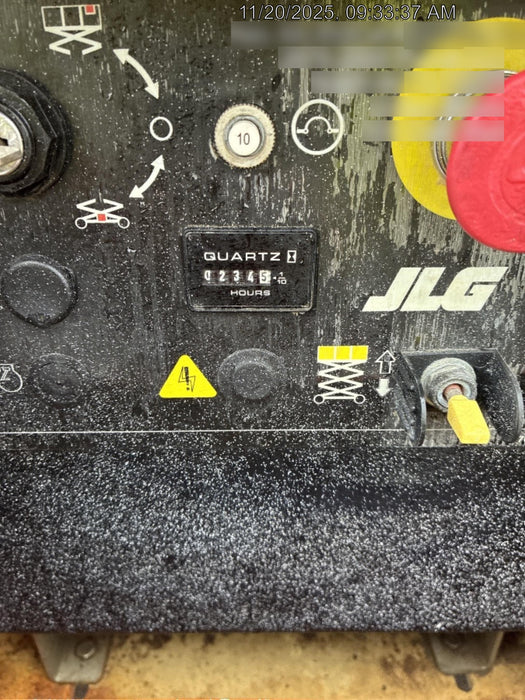 11/20/2025, 09:33:37 AM
10
QUARTZ
02345 .1/10
HOURS
JLG